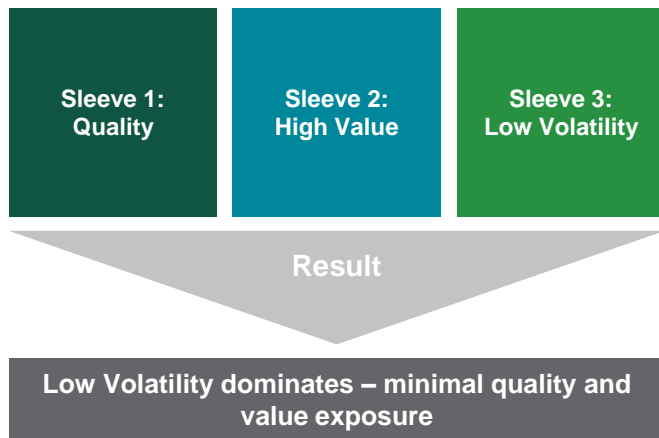 Sleeve 1:
Quality
Sleeve 2:
High Value
Sleeve 3:
Low Volatility
Result
Low Volatility dominates – minimal quality and
value exposure